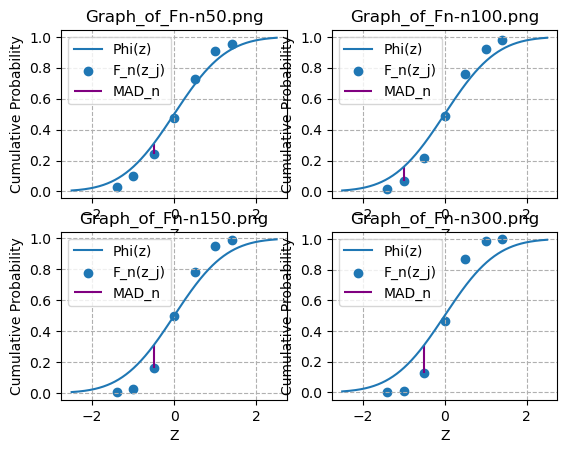 Graph_of_Fn-n50.png
Cumulative Probability
1.0
0.8
0.6
0.4
0.2
0.0
Phi(z)
F_n(z_j)
MAD_n
−2
0
2
Z
Graph_of_Fn-n100.png
Cumulative Probability
1.0
0.8
0.6
0.4
0.2
0.0
Phi(z)
F_n(z_j)
MAD_n
−2
0
2
Z
Graph_of_Fn-n150.png
Cumulative Probability
1.0
0.8
0.6
0.4
0.2
0.0
Phi(z)
F_n(z_j)
MAD_n
−2
0
2
Z
Graph_of_Fn-n300.png
Cumulative Probability
1.0
0.8
0.6
0.4
0.2
0.0
Phi(z)
F_n(z_j)
MAD_n
−2
0
2
Z